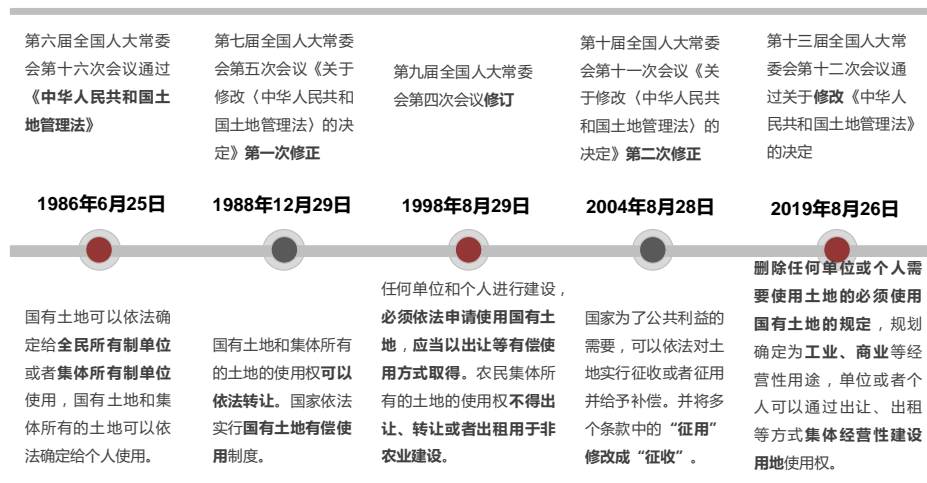 第六届全国人大常委
会第十六次会议通过
《中华人民共和国土
地管理法》
第七届全国人大常委
会第五次会议《关于
修改〈中华人民共和
国土地管理法〉的决
定》第一次修正
第九届全国人大常委
会第四次会议修订
第十届全国人大常委
会第十一次会议《关
于修改〈中华人民共
和国土地管理法〉的
决定》第二次修正
第十三届全国人大常
委会第十二次会议通
过关于修改《中华人
民共和国土地管理法》
的决定
1986年6月25日
1988年12月29日
1998年8月29日
2004年8月28日
2019年8月26日
国有土地可以依法确
定给全民所有制单位
或者集体所有制单位
使用，国有土地和集
体所有的土地可以依
法确定给个人使用。
国有土地和集体所有
的土地的使用权可以
依法转让。国家依法
实行国有土地有偿使
用制度。
任何单位和个人进行建设，
必须依法申请使用国有土
地，应当以出让等有偿使
用方式取得。农民集体所
有的土地的使用权不得出
让、转让或者出租用于非
农业建设。
国家为了公共利益的
需要，可以依法对土
地实行征收或者征用
并给予补偿。并将多
个条款中的“征用”
修改成“征收”。
删除任何单位或个人需
要使用土地的必须使用
国有土地的规定，规划
确定为工业、商业等经
营性用途，单位或者个
人可以通过出让、出租
等方式集体经营性建设
用地使用权。